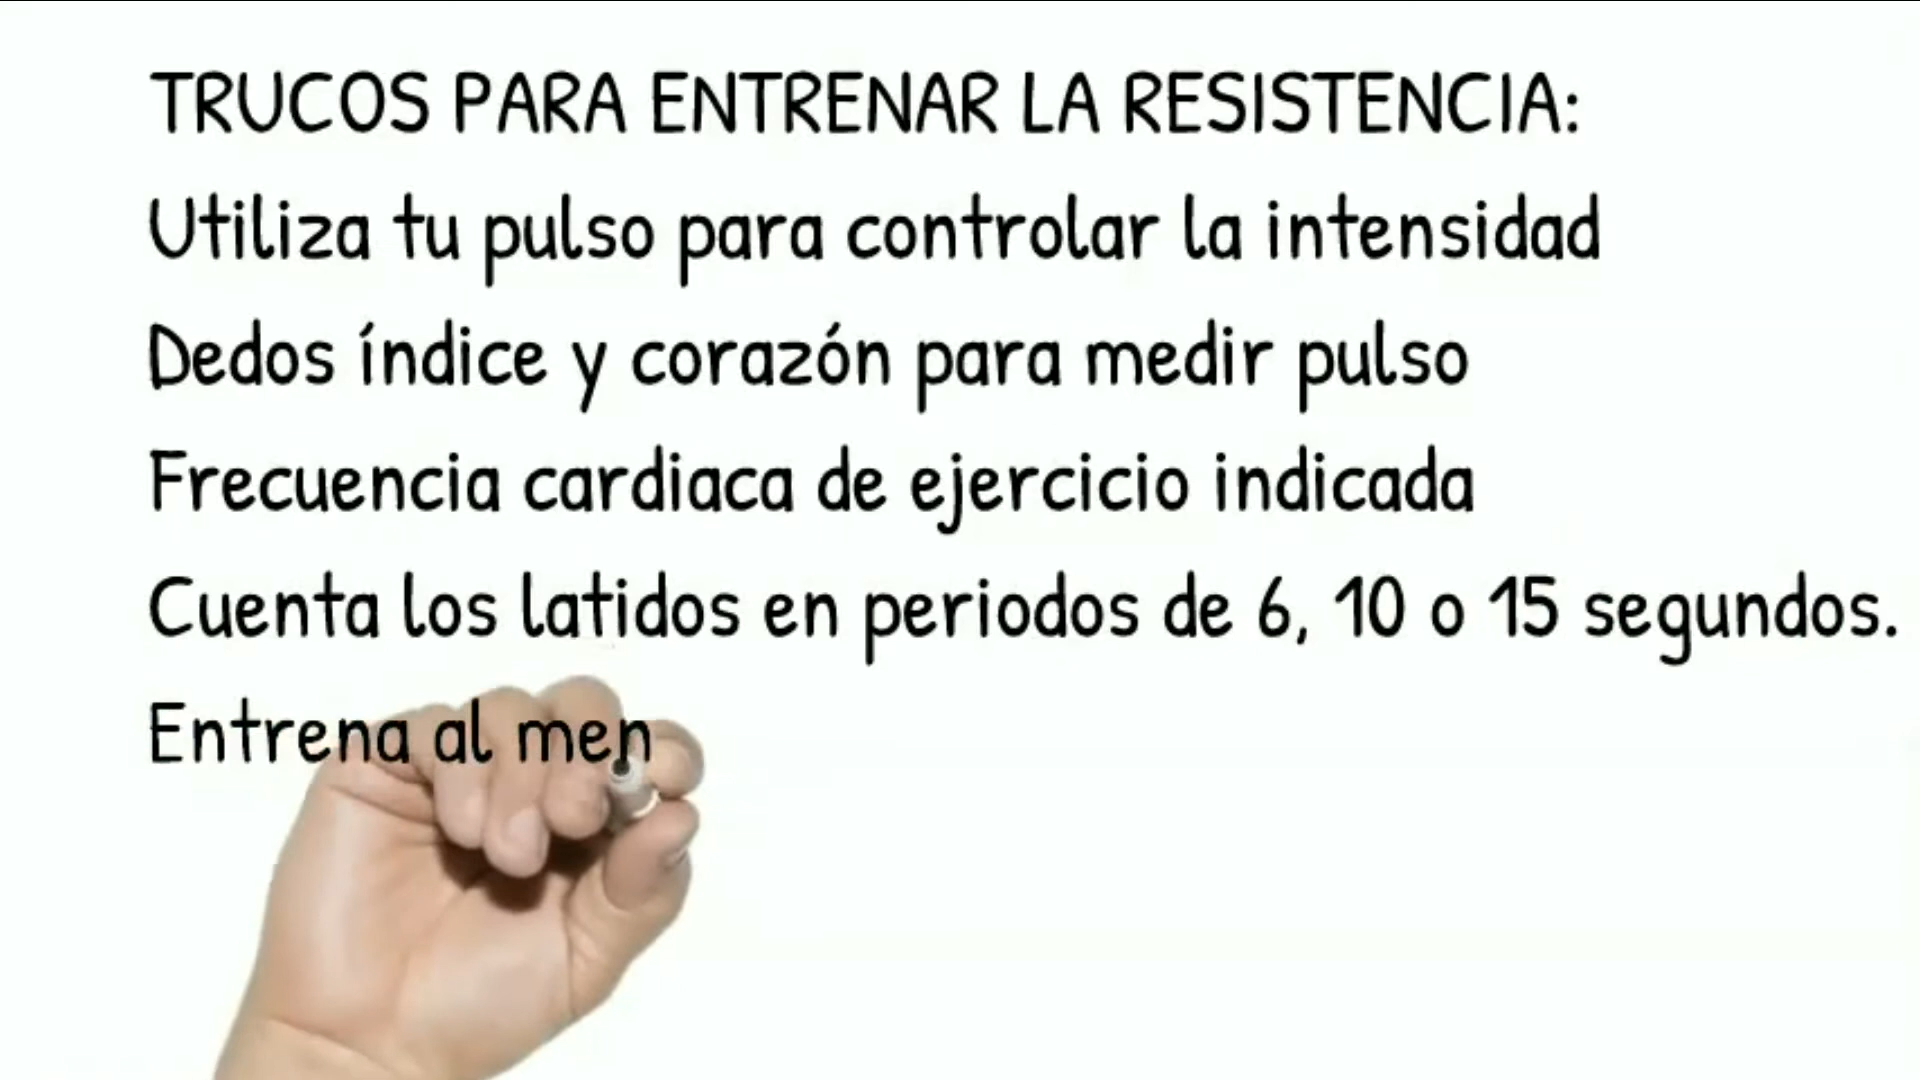 TRUCOS PARA ENTRENAR LA RESISTENCIA:
Utiliza tu pulso para controlar la intensidad
Dedos índice y corazón para medir pulso
Frecuencia cardiaca de ejercicio indicada
Cuenta los latidos en periodos de 6, 10 o 15 segundos.
Entrena al men